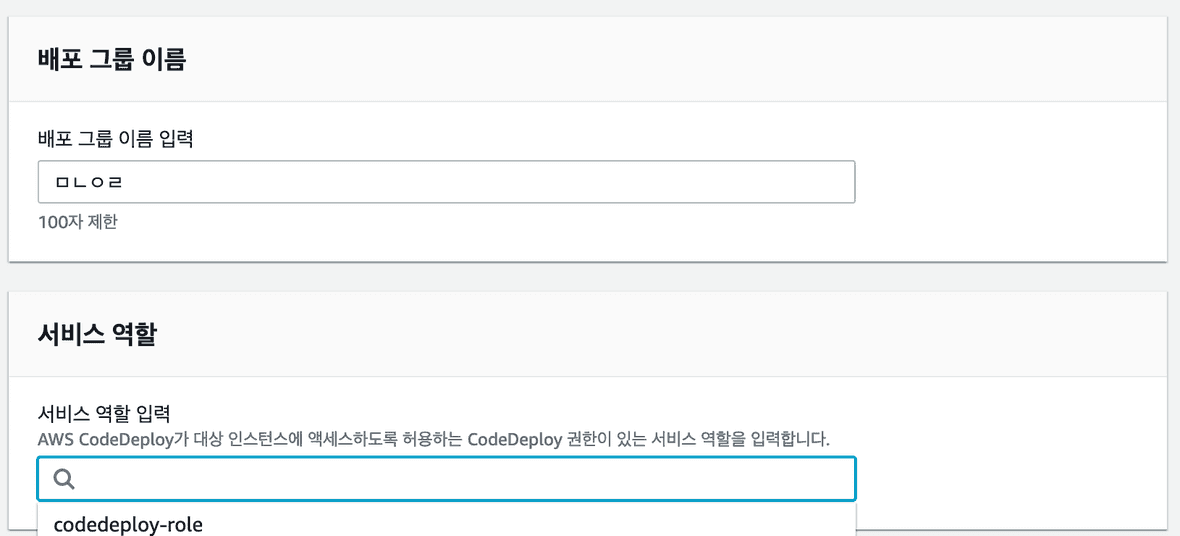 배포 그룹 이름
배포 그룹 이름 입력
ㅁㄴㅇㄹ
100자 제한
서비스 역할
서비스 역할 입력
AWS CodeDeploy가 대상 인스턴스에 액세스하도록 허용하는 CodeDeploy 권한이 있는 서비스 역할을 입력합니다.
codedeploy-role